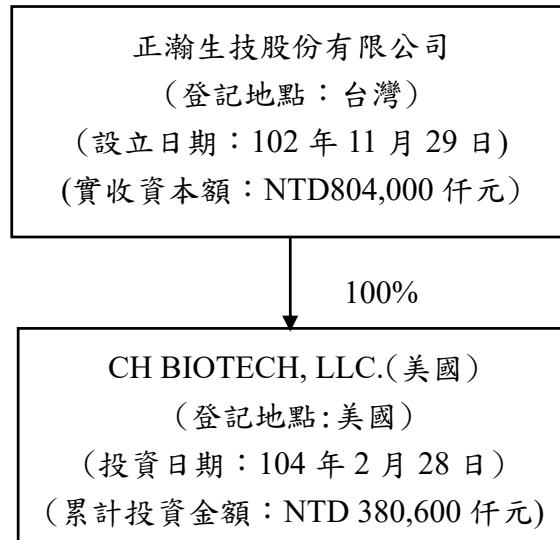 正瀚生技股份有限公司
（登記地點：台灣）
（設立日期：102 年 11 月 29 日)
(實收資本額：NTD804,000 仟元）
100%
CH BIOTECH, LLC.(美國）
（登記地點:美國）
（投資日期：104 年 2 月 28 日）
（累計投資金額：NTD 380,600 仟元)